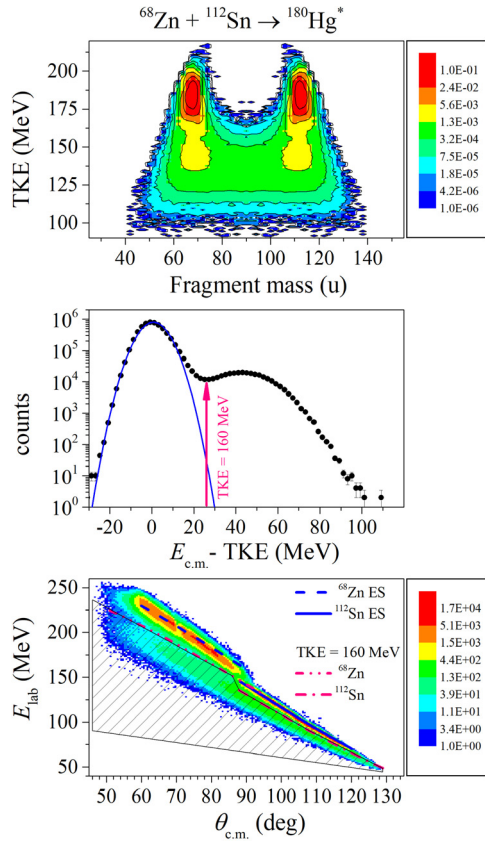 ⁶⁸Zn + ¹¹²Sn → ¹⁸⁰Hg*
TKE (MeV)
200
175
150
125
100
40 60 80 100 120 140
Fragment mass (u)
1.0E-01
2.4E-02
5.6E-03
1.3E-03
3.2E-04
7.5E-05
1.8E-05
4.2E-06
1.0E-06
counts
10⁶
10⁵
10⁴
10³
10²
10¹
10⁰
TKE = 160 MeV
-20 0 20 40 60 80 100
E_c.m. - TKE (MeV)
E_lab (MeV)
250
200
150
100
50
⁶⁸Zn ES
¹¹²Sn ES
TKE = 160 MeV
⁶⁸Zn
¹¹²Sn
50 60 70 80 90 100 110 120 130
θ_c.m. (deg)
1.7E+04
5.1E+03
1.5E+03
4.4E+02
1.3E+02
3.9E+01
1.1E+01
3.4E+00
1.0E+00